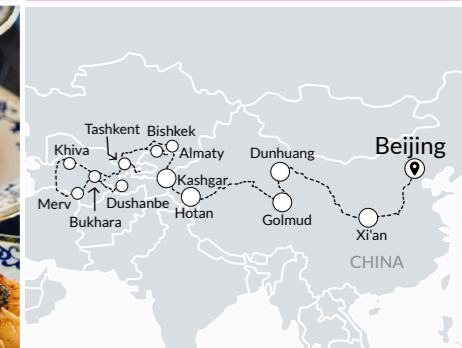 Tashkent
Bishkek
Khiva
Almaty
Dunhuang
Beijing
Kashgar
Merv
Dushanbe
Hotan
Bukhara
Golmud
Xi'an
CHINA